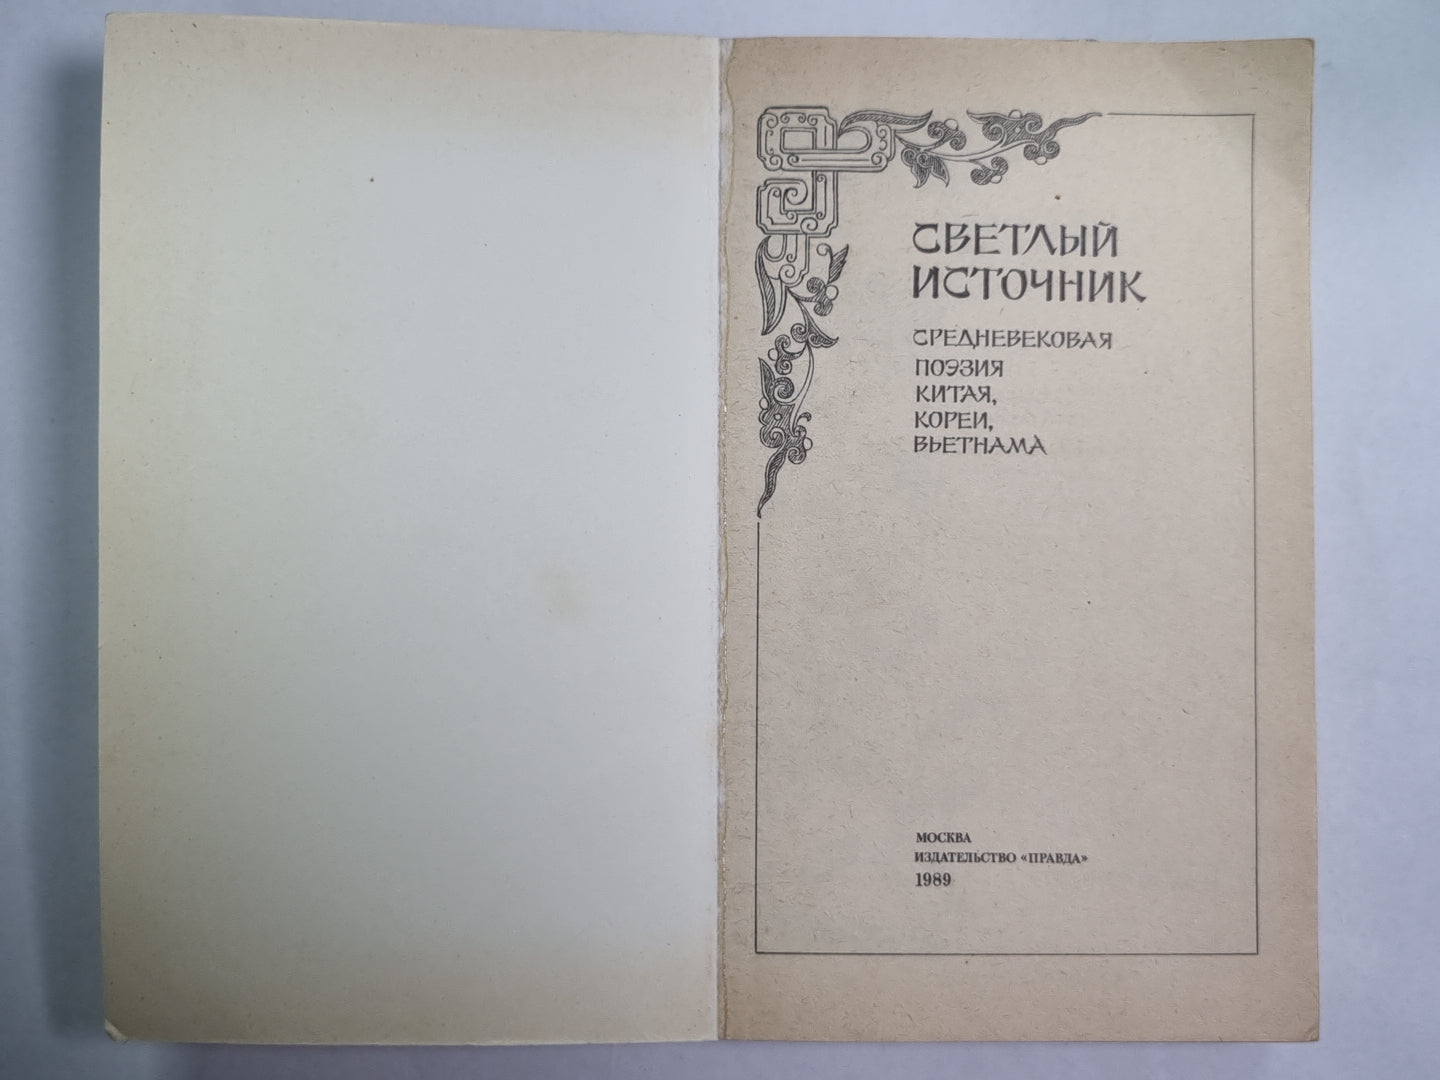 СВЕТЛЫЙ
ИСТОЧНИК
СРЕДНЕВЕКОВАЯ
ПОЭЗИЯ
КИТАЯ,
КОРЕИ,
ВЬЕТНАМА
МОСКВА
ИЗДАТЕЛЬСТВО «ПРАВДА»
1989